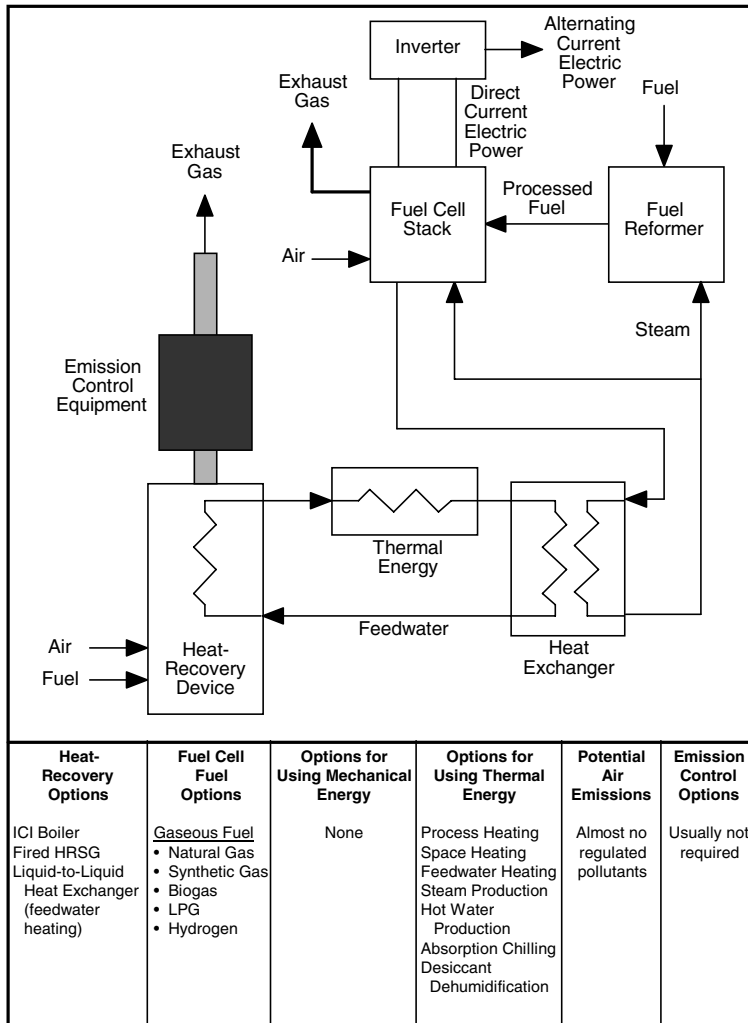 Inverter
Alternating
Current
Electric
Power
Exhaust
Gas
Direct
Current
Electric
Power
Fuel
Exhaust
Gas
Processed
Fuel
Fuel Cell
Stack
Fuel
Reformer
Air
Steam
Emission
Control
Equipment
Thermal
Energy
Feedwater
Heat
Exchanger
Air
Fuel
Heat-
Recovery
Device
Heat-
Recovery
Options
ICI Boiler
Fired HRSG
Liquid-to-Liquid
Heat Exchanger
(feedwater
heating)
Fuel Cell
Fuel
Options
Gaseous Fuel
• Natural Gas
• Synthetic Gas
• Biogas
• LPG
• Hydrogen
Options for
Using Mechanical
Energy
None
Options for
Using Thermal
Energy
Process Heating
Space Heating
Feedwater Heating
Steam Production
Hot Water
Production
Absorption Chilling
Desiccant
Dehumidification
Potential
Air
Emissions
Almost no
regulated
pollutants
Emission
Control
Options
Usually not
required